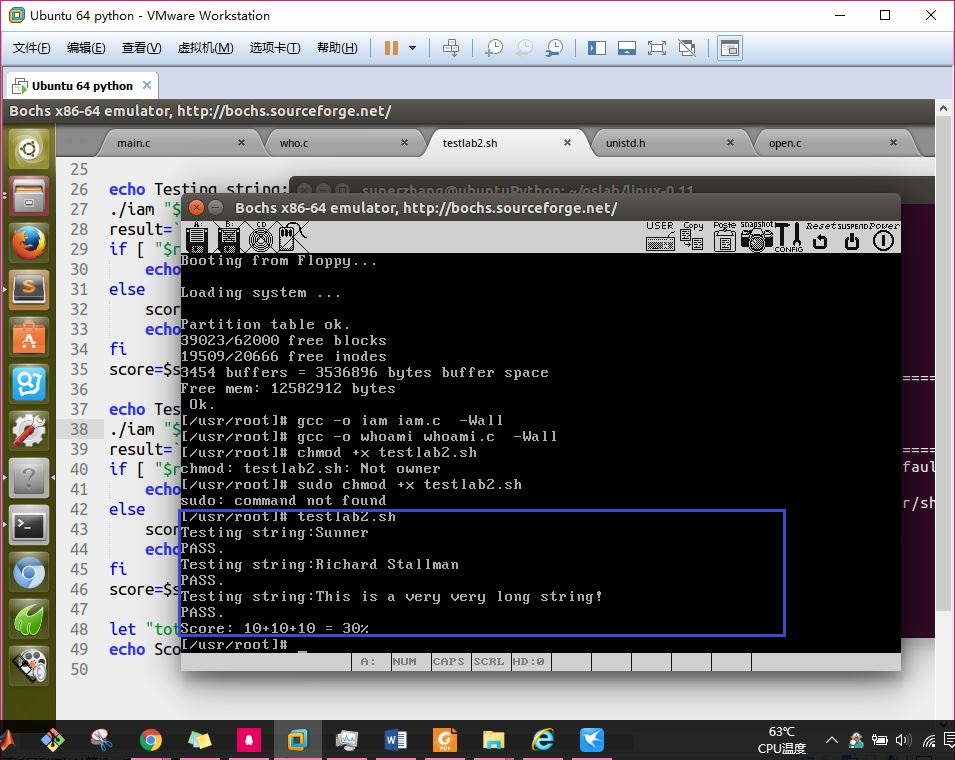 Ubuntu 64 python - VMware Workstation
文件(F) 编辑(E) 查看(V) 虚拟机(M) 选项卡(T) 帮助(H)
Ubuntu 64 python
Bochs x86-64 emulator, http://bochs.sourceforge.net/
main.c who.c testlab2.sh unistd.h open.c
25
26 echo Testing string:
27 ./iam "$
28 result=`
29 if [ "$r
30 echo
31 else
32 scor
33 echo
34 fi
35 score=$s
36
37 echo Tes
38 ./iam "$
39 result=`
40 if [ "$r
41 echo
42 else
43 scor
44 echo
45 fi
46 score=$s
47
48 let "tot
49 echo Sco
50
superzhang@ubuntuPython: ~/oslab/linux-0.11
====
====
faul
r/sh
Bochs x86-64 emulator, http://bochs.sourceforge.net/
A: B: CD USER Copy Paste snapshot CONFIG Reset SUSPEND Power
Booting from Floppy...
Loading system ...
Partition table ok.
39023/62000 free blocks
19509/20666 free inodes
3454 buffers = 3536896 bytes buffer space
Free mem: 12582912 bytes
Ok.
[/usr/root]# gcc -o iam iam.c -Wall
[/usr/root]# gcc -o whoami whoami.c -Wall
[/usr/root]# chmod +x testlab2.sh
chmod: testlab2.sh: Not owner
[/usr/root]# sudo chmod +x testlab2.sh
sudo: command not found
[/usr/root]# testlab2.sh
Testing string:Sunner
PASS.
Testing string:Richard Stallman
PASS.
Testing string:This is a very very long string!
PASS.
Score: 10+10+10 = 30%
[/usr/root]# _
A: NUM CAPS SCRL HD:0
63℃
CPU温度